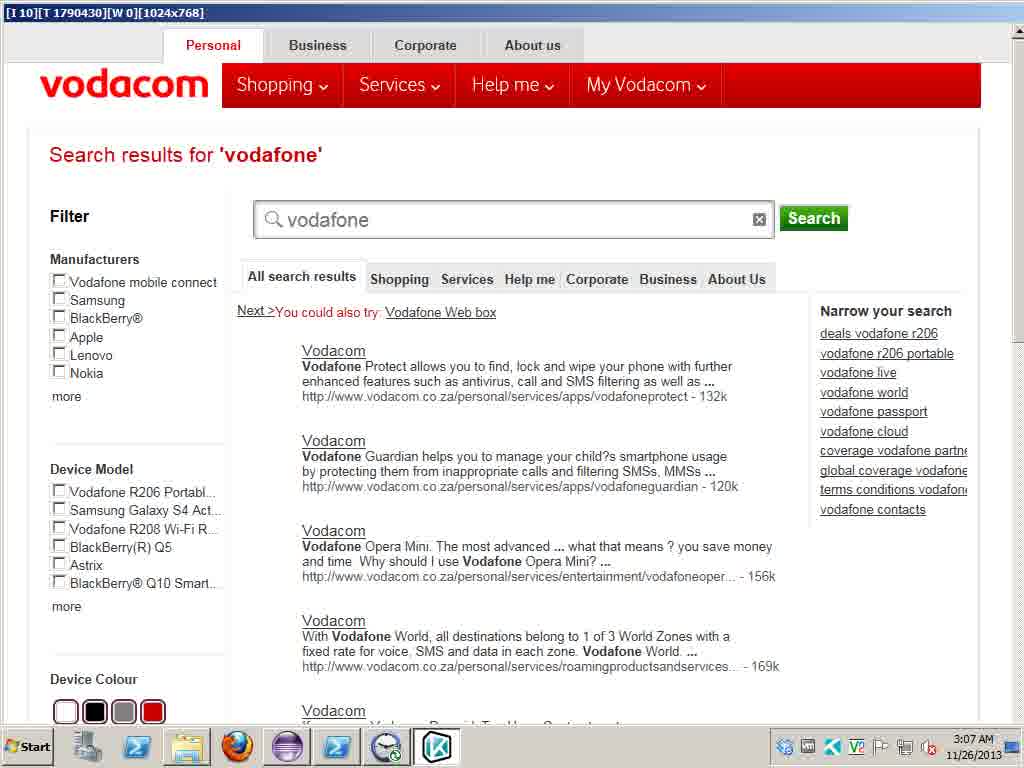 [I 10][T 1790430][W 0][1024x768]
Personal Business Corporate About us
vodacom Shopping Services Help me My Vodacom
Search results for 'vodafone'
Filter
vodafone Search
Manufacturers
Vodafone mobile connect
Samsung
BlackBerry®
Apple
Lenovo
Nokia
more
Device Model
Vodafone R206 Portabl...
Samsung Galaxy S4 Act...
Vodafone R208 Wi-Fi R...
BlackBerry(R) Q5
Astrix
BlackBerry® Q10 Smart...
more
Device Colour
All search results Shopping Services Help me Corporate Business About Us
Next >You could also try: Vodafone Web box
Vodacom
Vodafone Protect allows you to find, lock and wipe your phone with further
enhanced features such as antivirus, call and SMS filtering as well as ...
http://www.vodacom.co.za/personal/services/apps/vodafoneprotect - 132k
Vodacom
Vodafone Guardian helps you to manage your child?s smartphone usage
by protecting them from inappropriate calls and filtering SMSs, MMSs ...
http://www.vodacom.co.za/personal/services/apps/vodafoneguardian - 120k
Vodacom
Vodafone Opera Mini. The most advanced ... what that means ? you save money
and time Why should I use Vodafone Opera Mini? ...
http://www.vodacom.co.za/personal/services/entertainment/vodafoneoper... - 156k
Vodacom
With Vodafone World, all destinations belong to 1 of 3 World Zones with a
fixed rate for voice, SMS and data in each zone. Vodafone World. ...
http://www.vodacom.co.za/personal/services/roamingproductsandservices... - 169k
Vodacom
Narrow your search
deals vodafone r206
vodafone r206 portable
vodafone live
vodafone world
vodafone passport
vodafone cloud
coverage vodafone partne
global coverage vodafone
terms conditions vodafone
vodafone contacts
Start
3:07 AM
11/26/2013